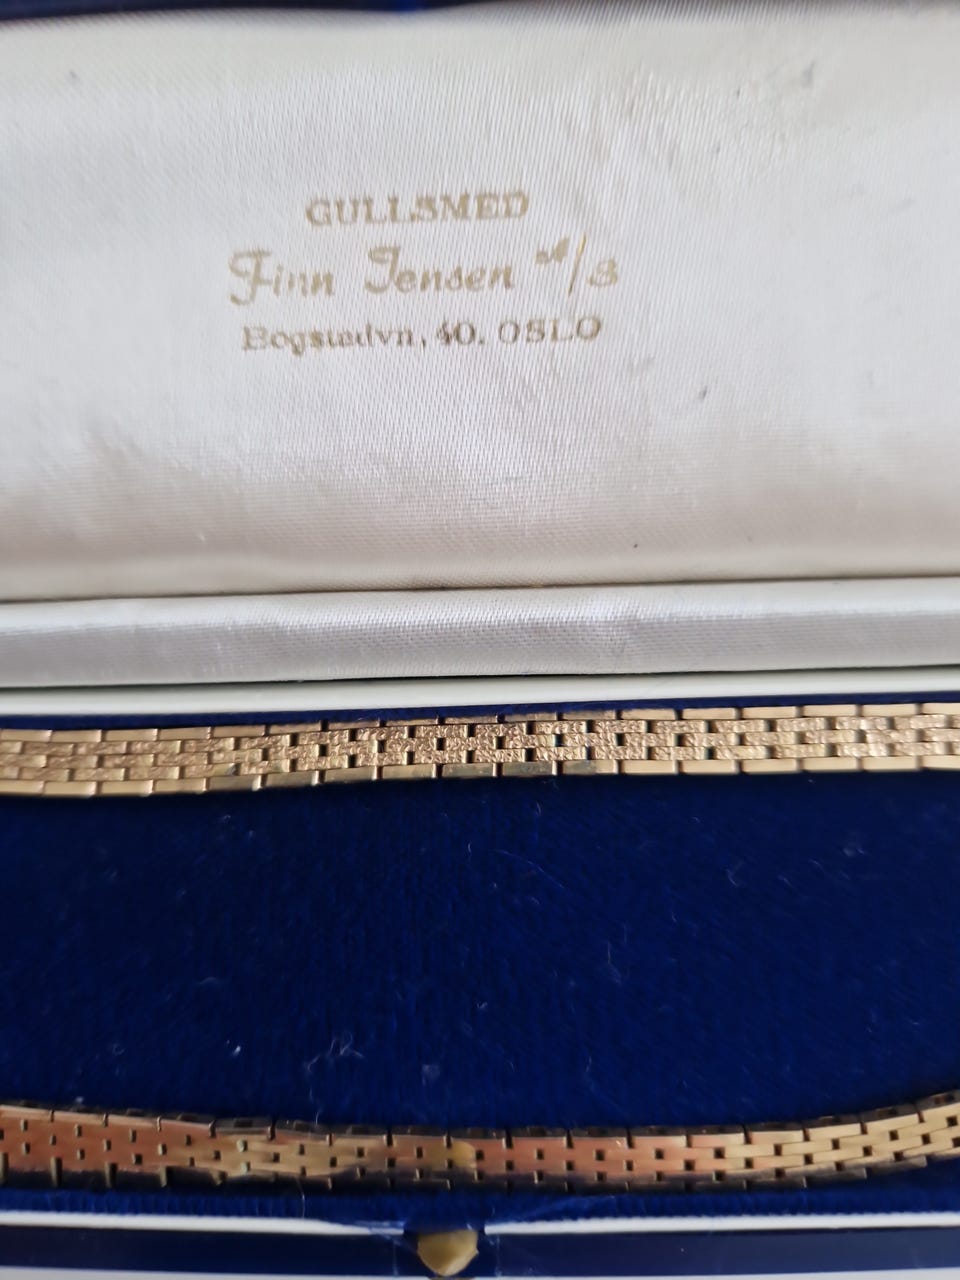 GULLSMED
Finn Jensen A/S
Bogstadvn, 40. OSLO